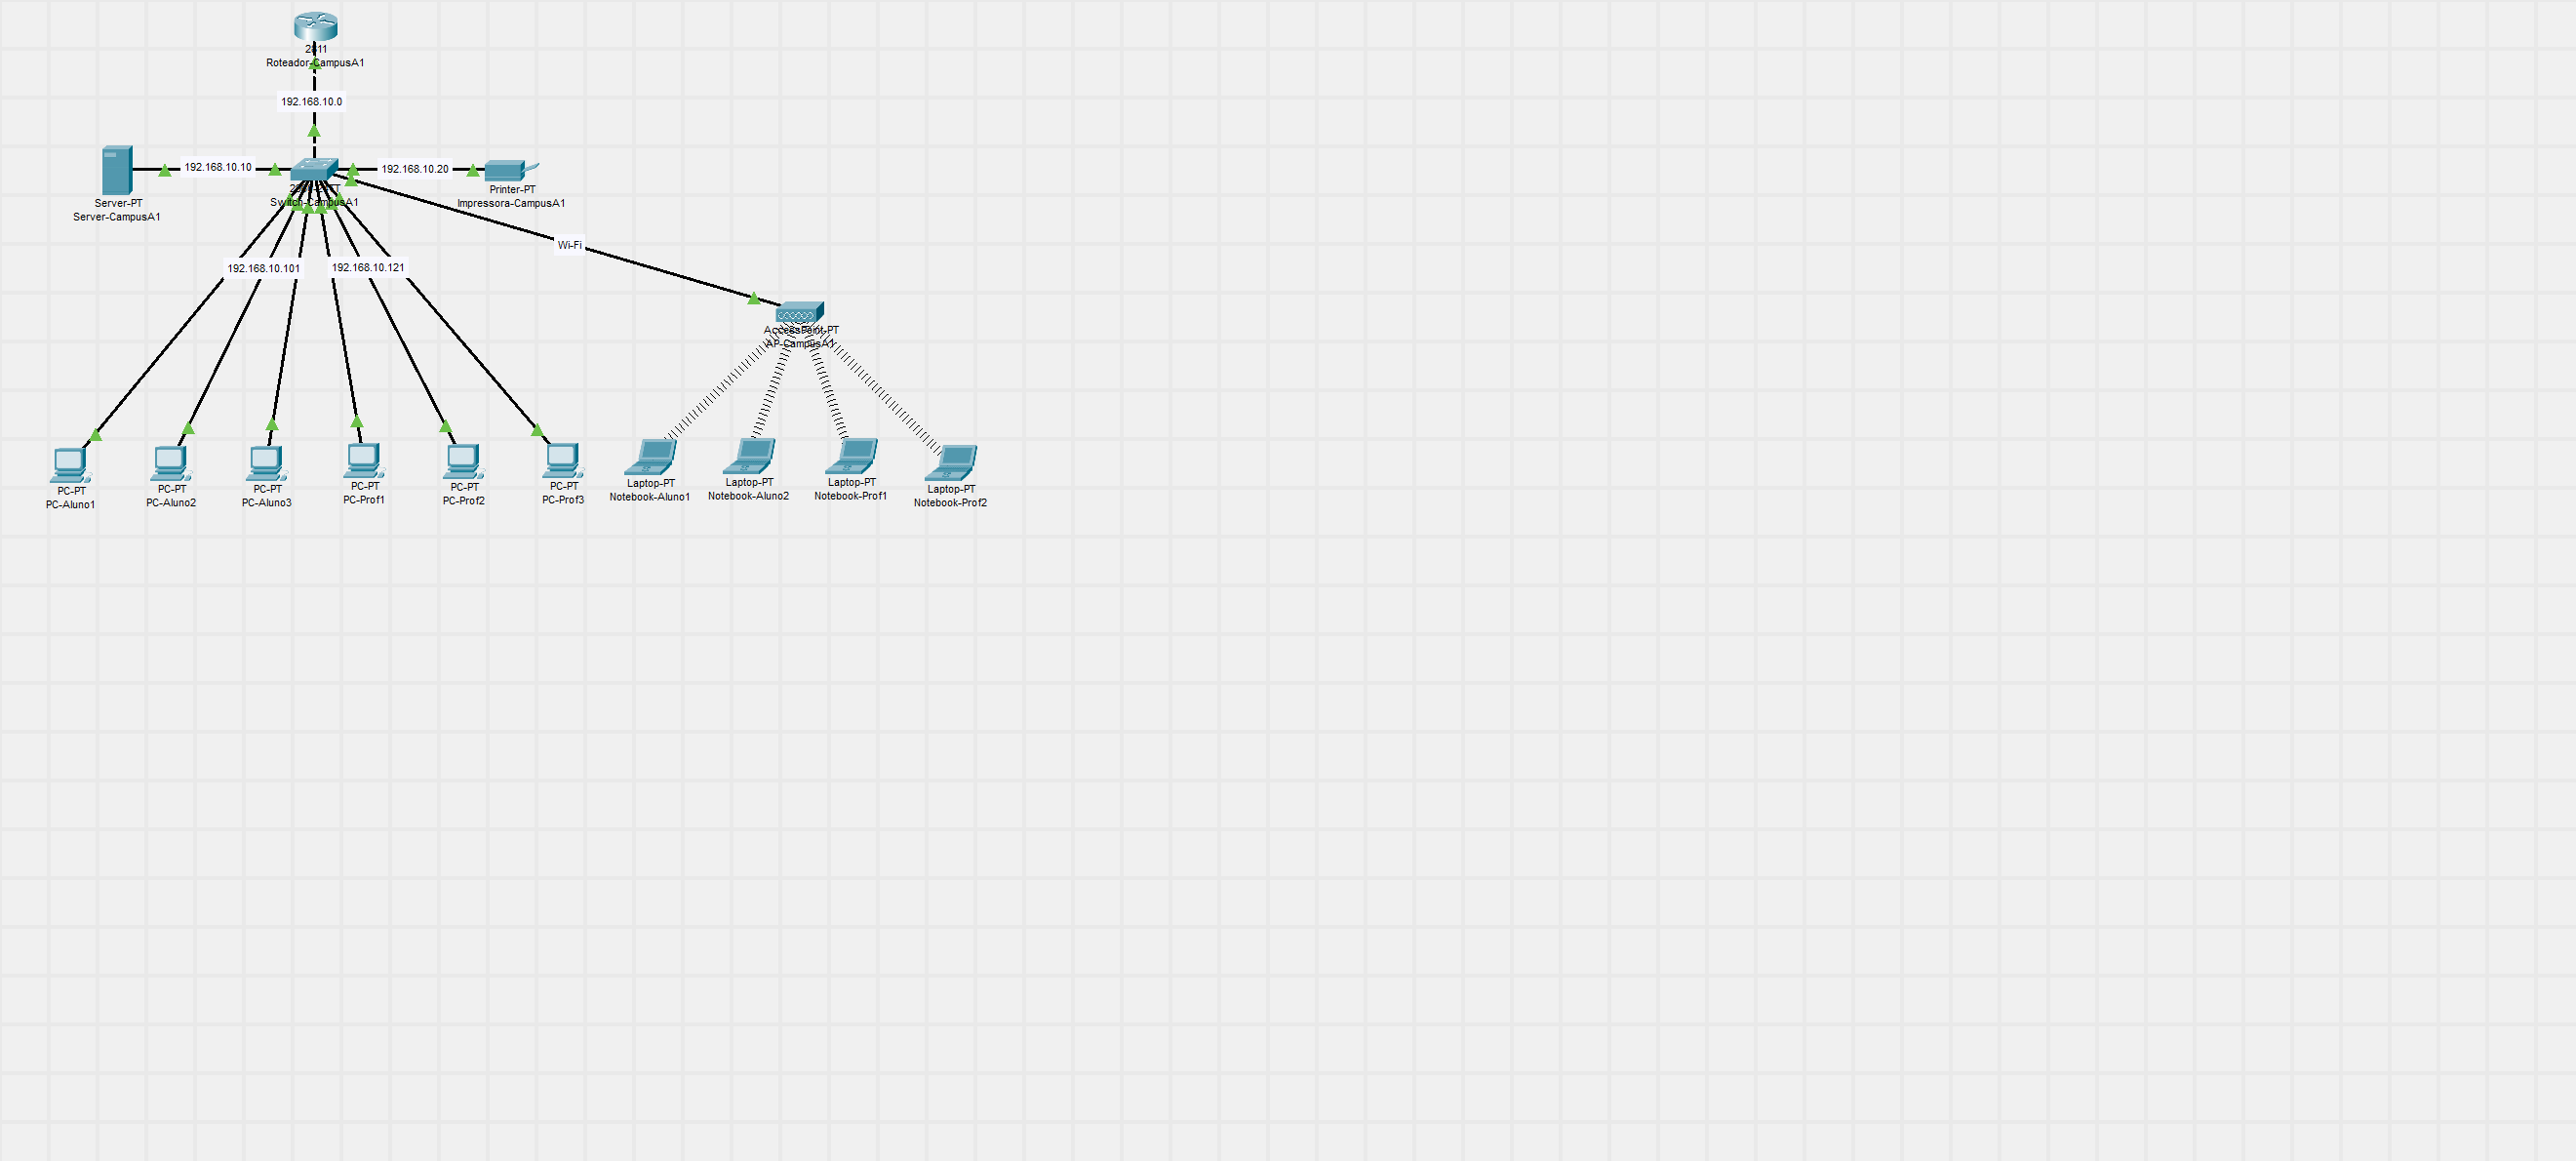 2811
Roteador-CampusA1
192.168.10.0
192.168.10.10
192.168.10.20
Server-PT
Server-CampusA1
Switch-CampusA1
Printer-PT
Impressora-CampusA1
Wi-Fi
192.168.10.101
192.168.10.121
AccessPoint-PT
AP-CampusA1
PC-PT
PC-Aluno1
PC-PT
PC-Aluno2
PC-PT
PC-Aluno3
PC-PT
PC-Prof1
PC-PT
PC-Prof2
PC-PT
PC-Prof3
Laptop-PT
Notebook-Aluno1
Laptop-PT
Notebook-Aluno2
Laptop-PT
Notebook-Prof1
Laptop-PT
Notebook-Prof2